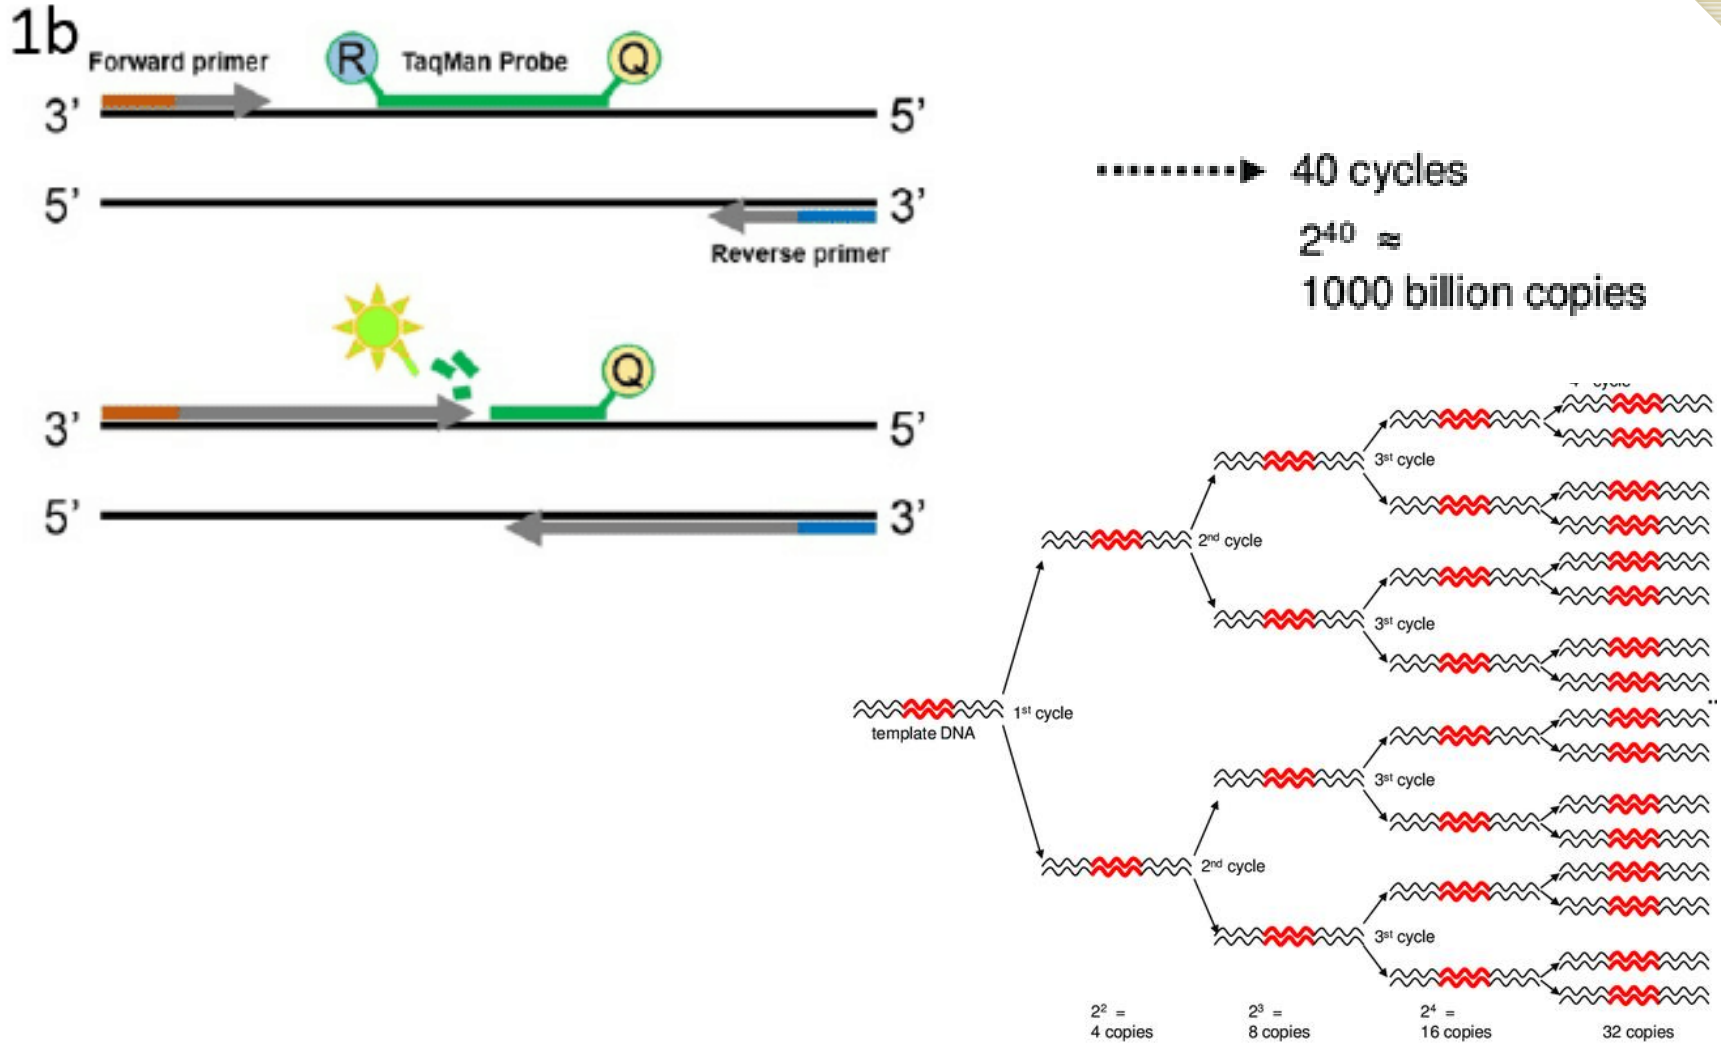 1b
Forward primer
R
TaqMan Probe
Q
3’
5’
5’
3’
Reverse primer
Q
3’
5’
5’
3’
40 cycles
2⁴⁰ ≈
1000 billion copies
cycle
3ˢᵗ cycle
2ⁿᵈ cycle
3ˢᵗ cycle
1ˢᵗ cycle
template DNA
3ˢᵗ cycle
2ⁿᵈ cycle
3ˢᵗ cycle
2² =
4 copies
2³ =
8 copies
2⁴ =
16 copies
32 copies